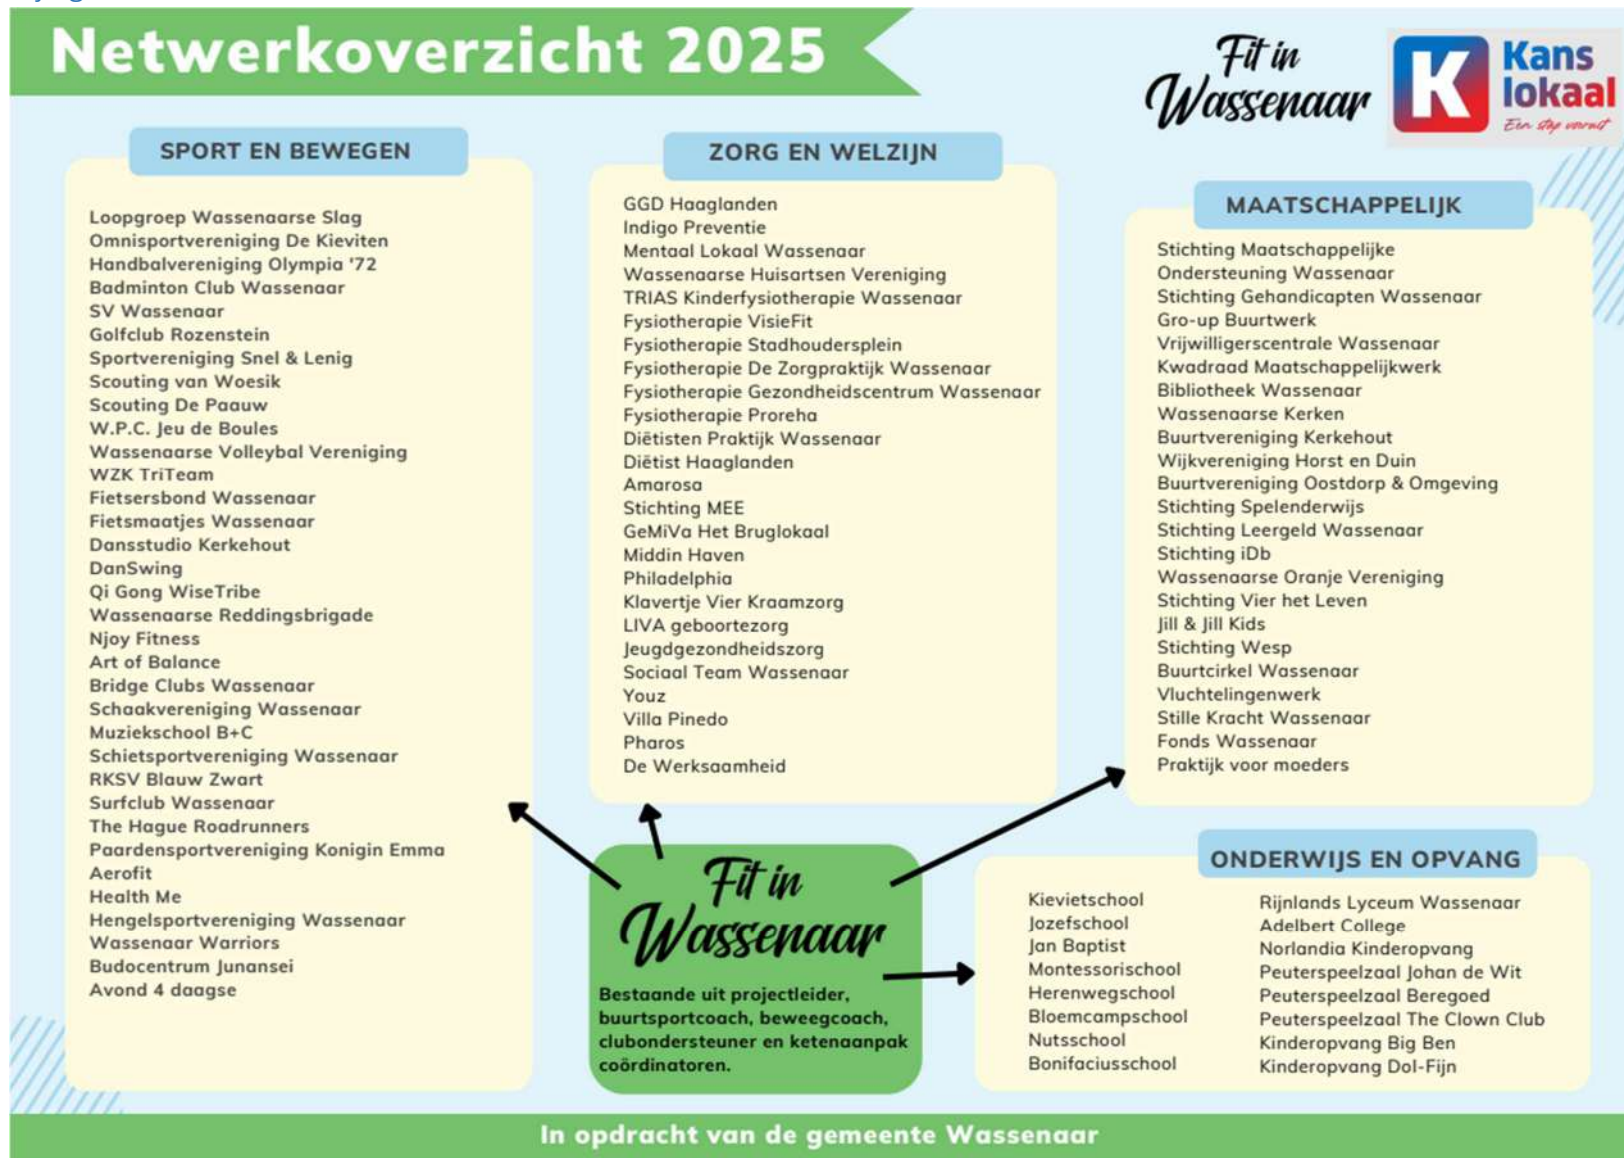 Netwerkoverzicht 2025
Fit in
Wassenaar
K
Kans
lokaal
Een stap vooruit
SPORT EN BEWEGEN
Loopgroep Wassenaarse Slag
Omnisportvereniging De Kieviten
Handbalvereniging Olympia '72
Badminton Club Wassenaar
SV Wassenaar
Golfclub Rozenstein
Sportvereniging Snel & Lenig
Scouting van Woesik
Scouting De Paauw
W.P.C. Jeu de Boules
Wassenaarse Volleybal Vereniging
WZK TriTeam
Fietsersbond Wassenaar
Fietsmaatjes Wassenaar
Dansstudio Kerkehout
DanSwing
Qi Gong WiseTribe
Wassenaarse Reddingsbrigade
Njoy Fitness
Art of Balance
Bridge Clubs Wassenaar
Schaakvereniging Wassenaar
Muziekschool B+C
Schietsportvereniging Wassenaar
RKSV Blauw Zwart
Surfclub Wassenaar
The Hague Roadrunners
Paardensportvereniging Konigin Emma
Aerofit
Health Me
Hengelsportvereniging Wassenaar
Wassenaar Warriors
Budocentrum Junansei
Avond 4 daagse
ZORG EN WELZIJN
GGD Haaglanden
Indigo Preventie
Mentaal Lokaal Wassenaar
Wassenaarse Huisartsen Vereniging
TRIAS Kinderfysiotherapie Wassenaar
Fysiotherapie VisieFit
Fysiotherapie Stadhoudersplein
Fysiotherapie De Zorgpraktijk Wassenaar
Fysiotherapie Gezondheidscentrum Wassenaar
Fysiotherapie Proreha
Diëtisten Praktijk Wassenaar
Diëtist Haaglanden
Amarosa
Stichting MEE
GeMiVa Het Bruglokaal
Middin Haven
Philadelphia
Klavertje Vier Kraamzorg
LIVA geboortezorg
Jeugdgezondheidszorg
Sociaal Team Wassenaar
Youz
Villa Pinedo
Pharos
De Werksaamheid
MAATSCHAPPELIJK
Stichting Maatschappelijke
Ondersteuning Wassenaar
Stichting Gehandicapten Wassenaar
Gro-up Buurtwerk
Vrijwilligerscentrale Wassenaar
Kwadraad Maatschappelijkwerk
Bibliotheek Wassenaar
Wassenaarse Kerken
Buurtvereniging Kerkehout
Wijkvereniging Horst en Duin
Buurtvereniging Oostdorp & Omgeving
Stichting Spelenderwijs
Stichting Leergeld Wassenaar
Stichting iDb
Wassenaarse Oranje Vereniging
Stichting Vier het Leven
Jill & Jill Kids
Stichting Wesp
Buurtcirkel Wassenaar
Vluchtelingenwerk
Stille Kracht Wassenaar
Fonds Wassenaar
Praktijk voor moeders
Fit in
Wassenaar
Bestaande uit projectleider,
buurtsportcoach, beweegcoach,
clubondersteuner en ketenaanpak
coördinatoren.
ONDERWIJS EN OPVANG
Kievietschool
Jozefschool
Jan Baptist
Montessorischool
Herenwegschool
Bloemcampschool
Nutsschool
Bonifaciusschool
Rijnlands Lyceum Wassenaar
Adelbert College
Norlandia Kinderopvang
Peuterspeelzaal Johan de Wit
Peuterspeelzaal Beregoed
Peuterspeelzaal The Clown Club
Kinderopvang Big Ben
Kinderopvang Dol-Fijn
In opdracht van de gemeente Wassenaar